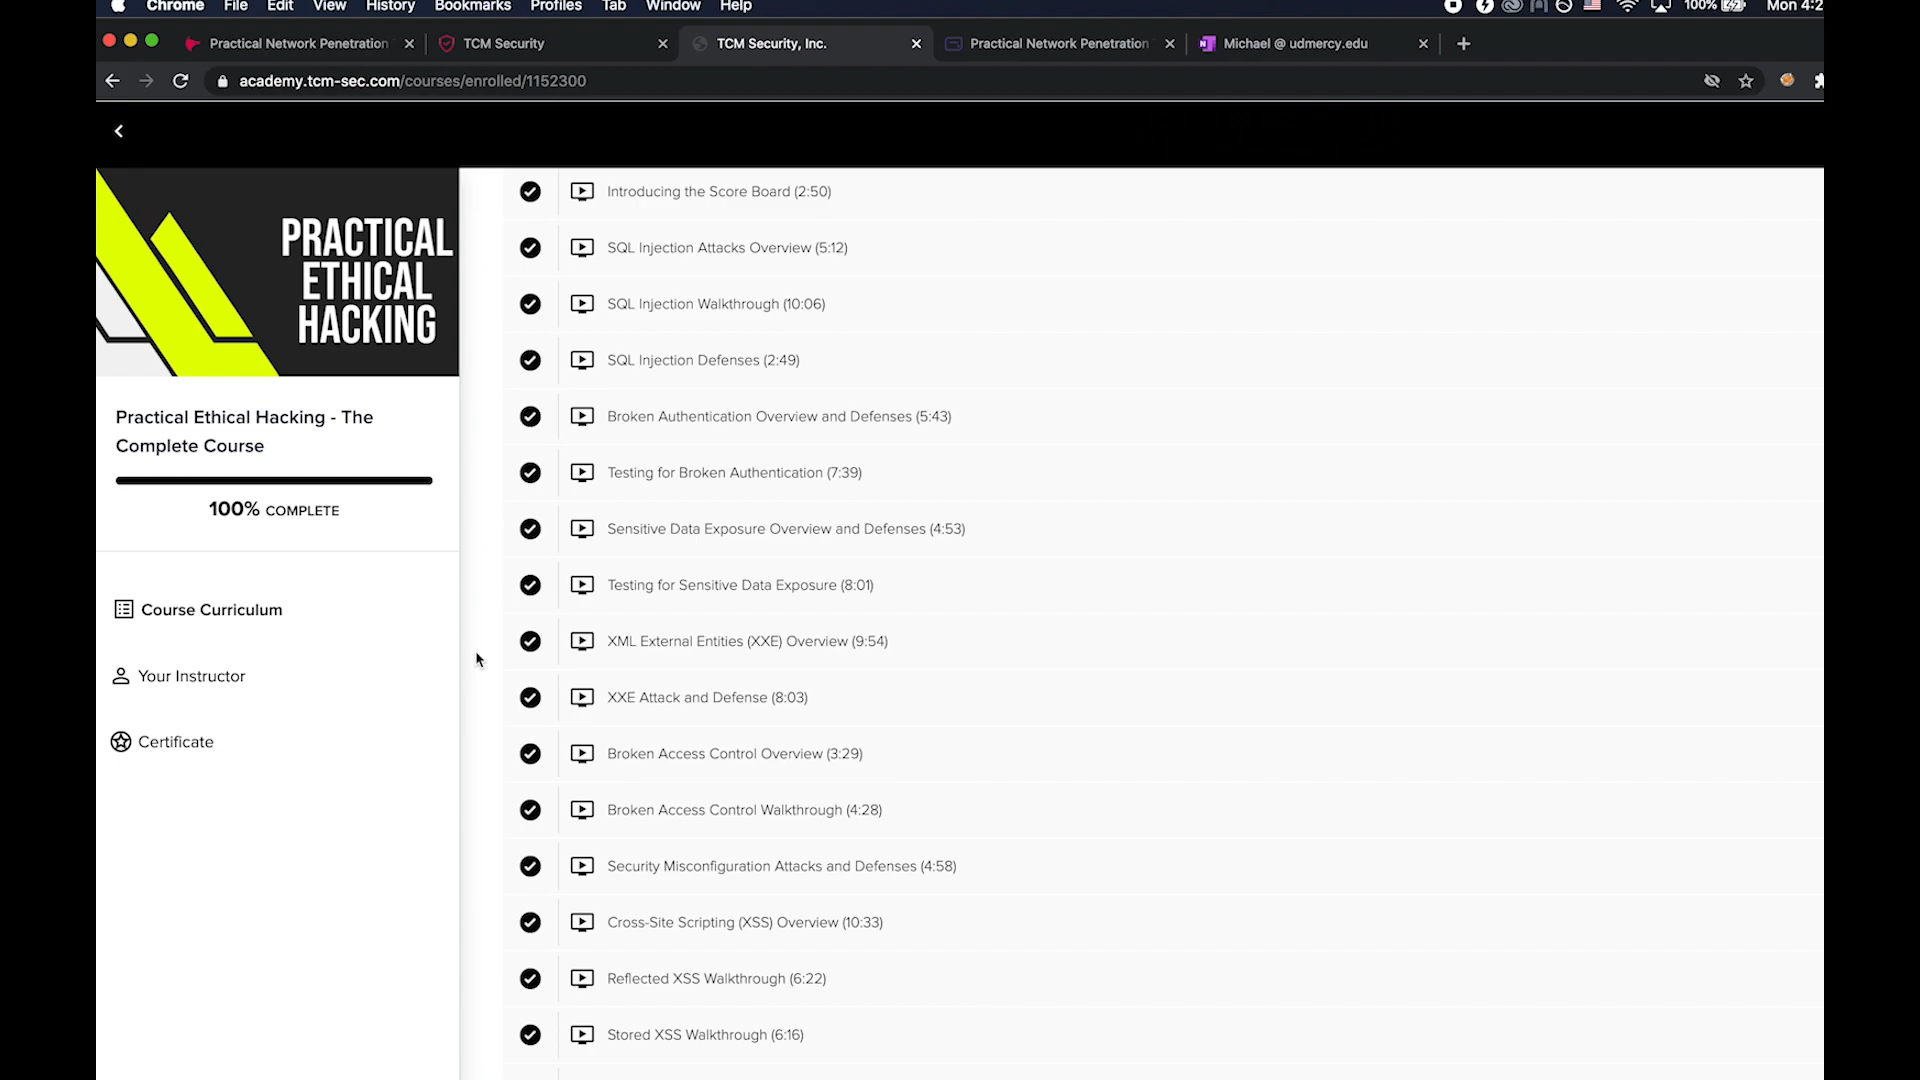 Chrome File Edit View History Bookmarks Profiles Tab Window Help 100% Mon 4:2
Practical Network Penetration TCM Security TCM Security, Inc. Practical Network Penetration Michael @ udmercy.edu
academy.tcm-sec.com/courses/enrolled/1152300
PRACTICAL
ETHICAL
HACKING
Practical Ethical Hacking - The
Complete Course
100% COMPLETE
Course Curriculum
Your Instructor
Certificate
Introducing the Score Board (2:50)
SQL Injection Attacks Overview (5:12)
SQL Injection Walkthrough (10:06)
SQL Injection Defenses (2:49)
Broken Authentication Overview and Defenses (5:43)
Testing for Broken Authentication (7:39)
Sensitive Data Exposure Overview and Defenses (4:53)
Testing for Sensitive Data Exposure (8:01)
XML External Entities (XXE) Overview (9:54)
XXE Attack and Defense (8:03)
Broken Access Control Overview (3:29)
Broken Access Control Walkthrough (4:28)
Security Misconfiguration Attacks and Defenses (4:58)
Cross-Site Scripting (XSS) Overview (10:33)
Reflected XSS Walkthrough (6:22)
Stored XSS Walkthrough (6:16)